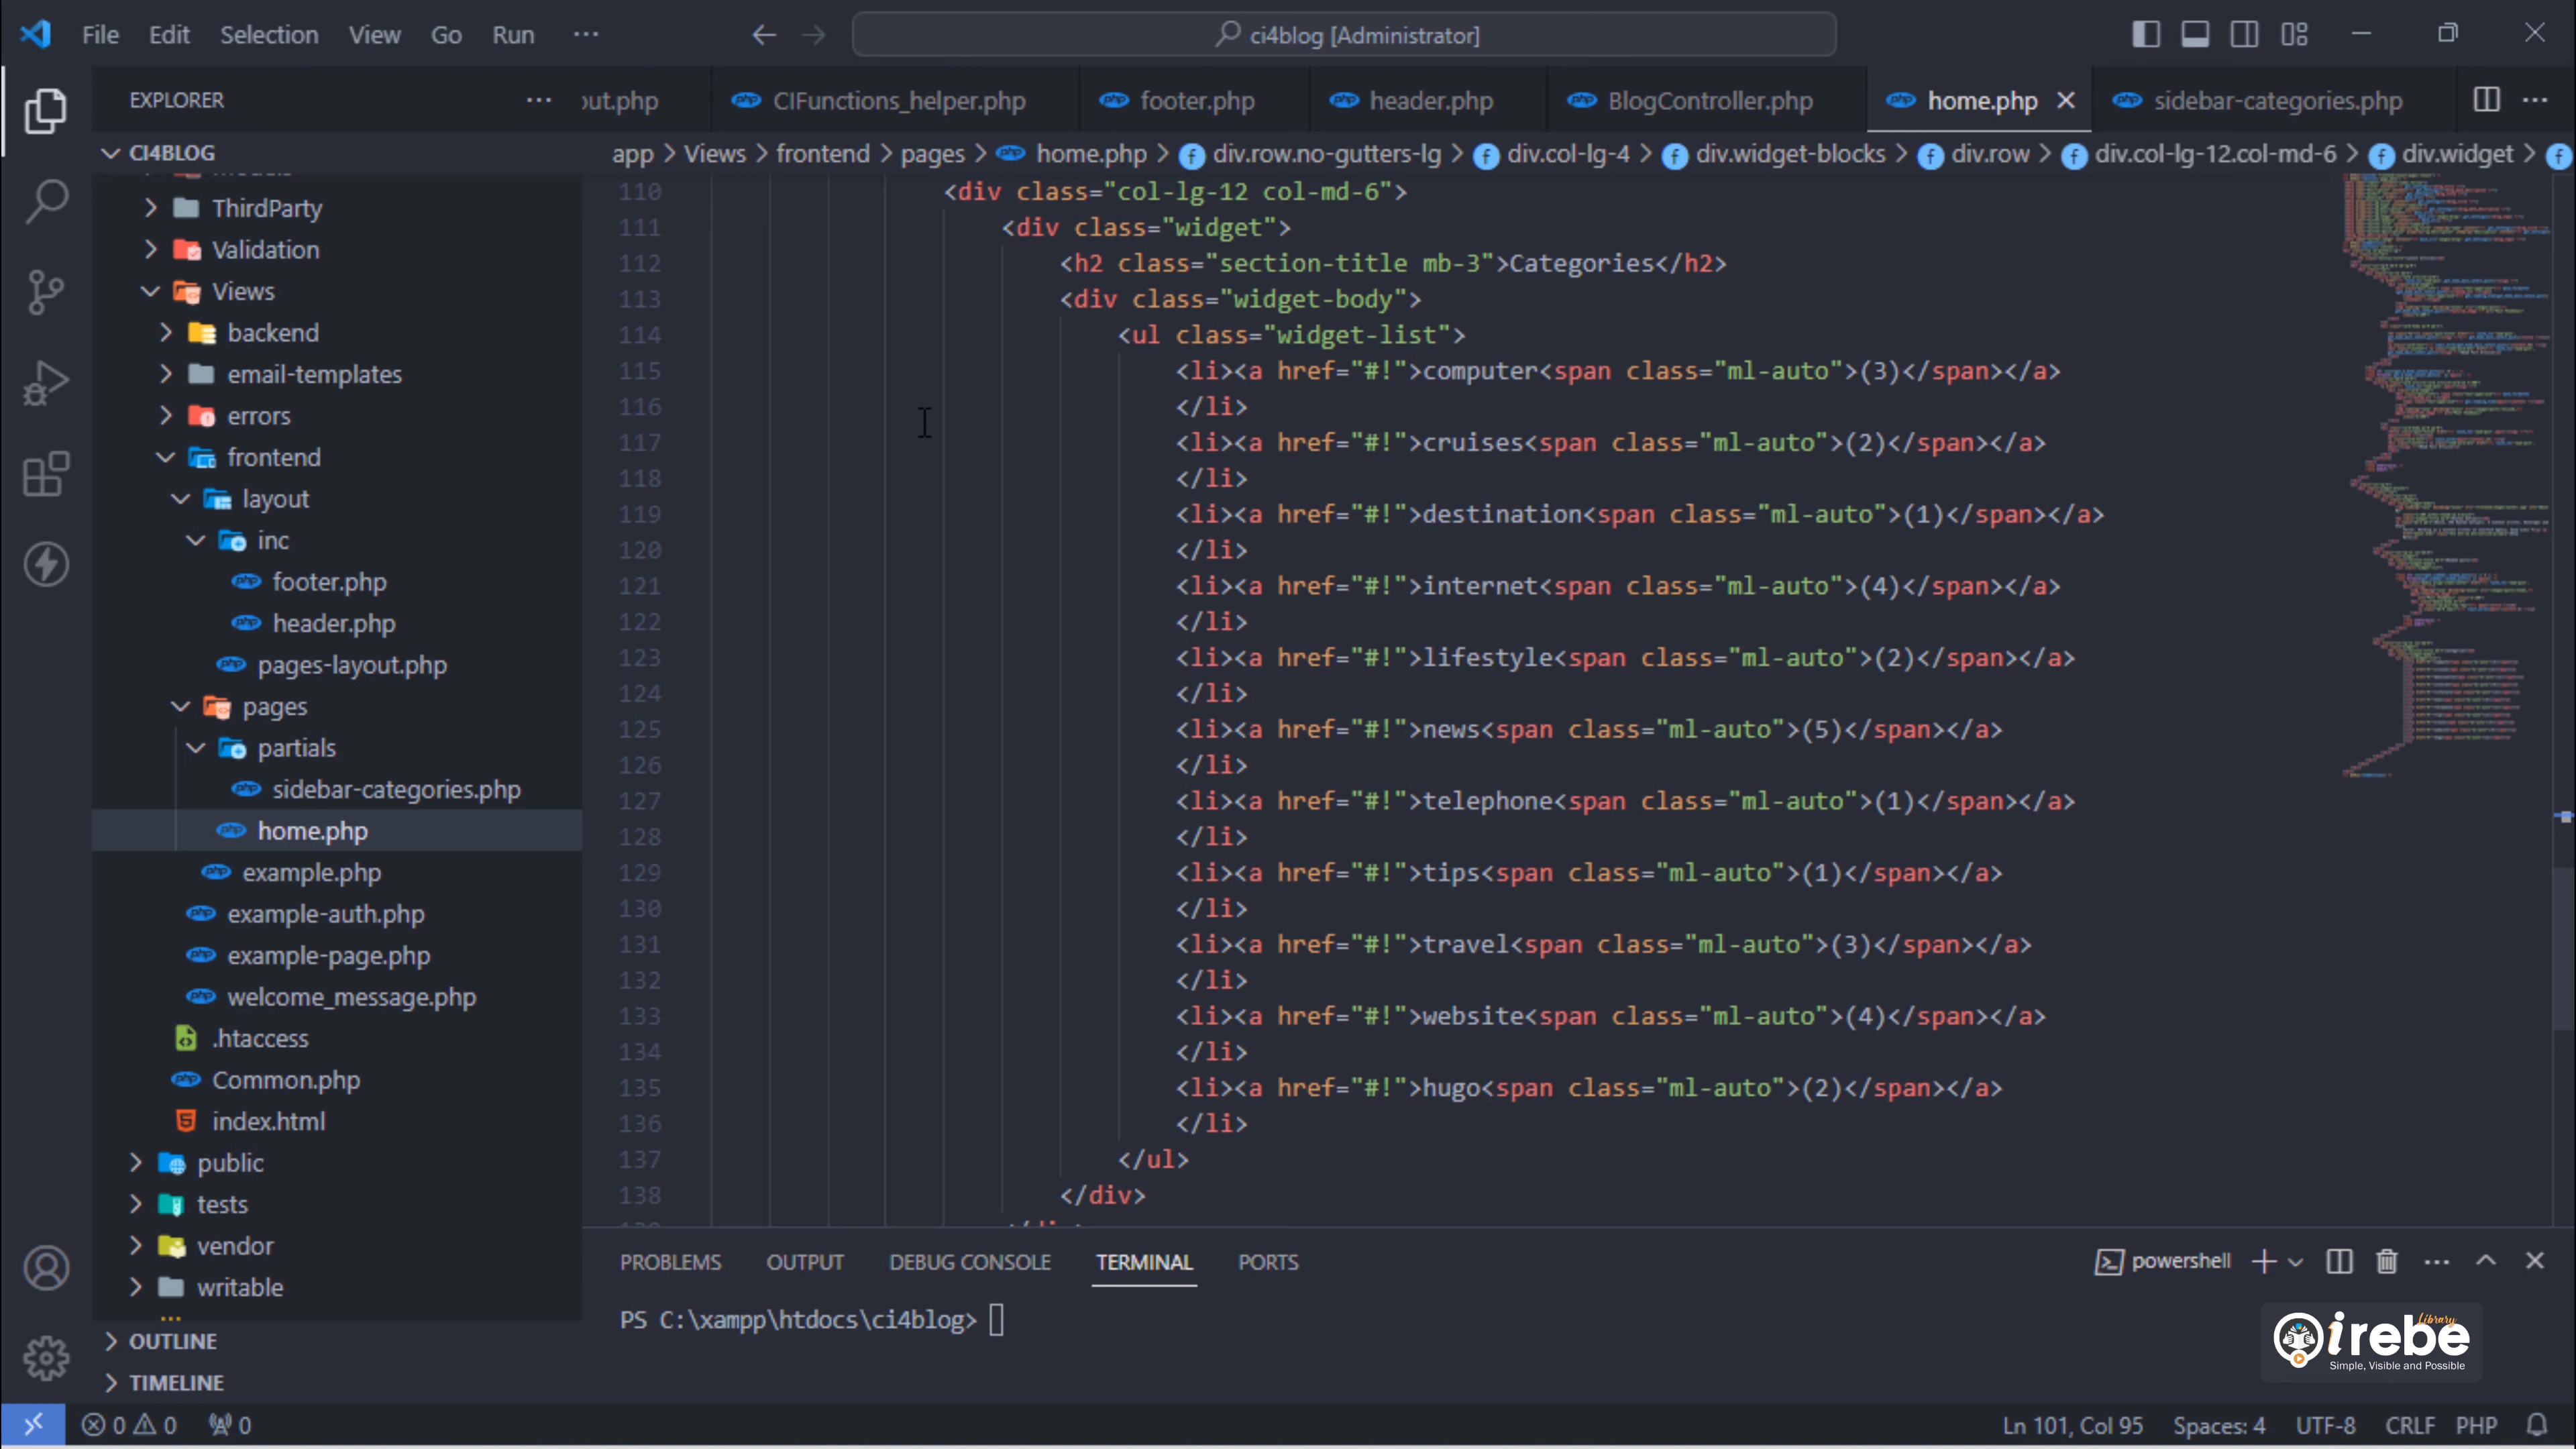 File Edit Selection View Go Run ··· ci4blog [Administrator]
EXPLORER ··· out.php CIFunctions_helper.php footer.php header.php BlogController.php home.php sidebar-categories.php ···
CI4BLOG
ThirdParty
Validation
Views
backend
email-templates
errors
frontend
layout
inc
footer.php
header.php
pages-layout.php
pages
partials
sidebar-categories.php
home.php
example.php
example-auth.php
example-page.php
welcome_message.php
.htaccess
Common.php
index.html
public
tests
vendor
writable
OUTLINE
TIMELINE
app > Views > frontend > pages > home.php > div.row.no-gutters-lg > div.col-lg-4 > div.widget-blocks > div.row > div.col-lg-12.col-md-6 > div.widget >
110 <div class="col-lg-12 col-md-6">
111 <div class="widget">
112 <h2 class="section-title mb-3">Categories</h2>
113 <div class="widget-body">
114 <ul class="widget-list">
115 <li><a href="#!">computer<span class="ml-auto">(3)</span></a>
116 </li>
117 <li><a href="#!">cruises<span class="ml-auto">(2)</span></a>
118 </li>
119 <li><a href="#!">destination<span class="ml-auto">(1)</span></a>
120 </li>
121 <li><a href="#!">internet<span class="ml-auto">(4)</span></a>
122 </li>
123 <li><a href="#!">lifestyle<span class="ml-auto">(2)</span></a>
124 </li>
125 <li><a href="#!">news<span class="ml-auto">(5)</span></a>
126 </li>
127 <li><a href="#!">telephone<span class="ml-auto">(1)</span></a>
128 </li>
129 <li><a href="#!">tips<span class="ml-auto">(1)</span></a>
130 </li>
131 <li><a href="#!">travel<span class="ml-auto">(3)</span></a>
132 </li>
133 <li><a href="#!">website<span class="ml-auto">(4)</span></a>
134 </li>
135 <li><a href="#!">hugo<span class="ml-auto">(2)</span></a>
136 </li>
137 </ul>
138 </div>
PROBLEMS OUTPUT DEBUG CONSOLE TERMINAL PORTS powershell
PS C:\xampp\htdocs\ci4blog>
Library
irebe
Simple, Visible and Possible
0 0 0 Ln 101, Col 95 Spaces: 4 UTF-8 CRLF PHP